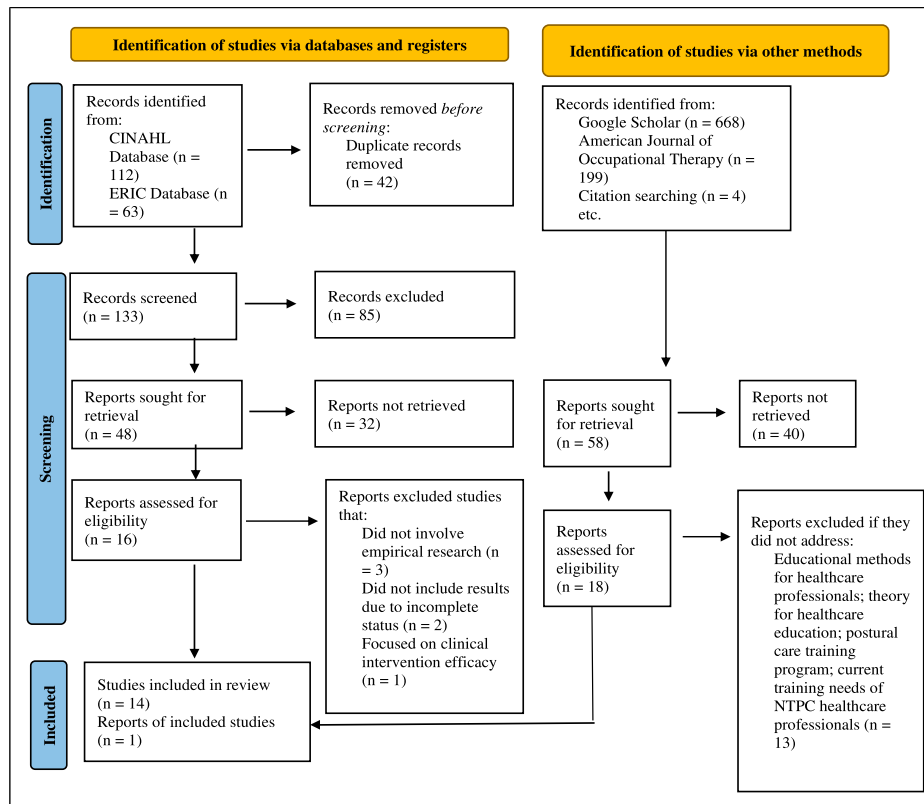 Identification of studies via databases and registers
Identification of studies via other methods
Identification
Records identified
from:
CINAHL
Database (n =
112)
ERIC Database (n
= 63)
Records removed before
screening:
Duplicate records
removed
(n = 42)
Records identified from:
Google Scholar (n = 668)
American Journal of
Occupational Therapy (n =
199)
Citation searching (n = 4)
etc.
Screening
Records screened
(n = 133)
Records excluded
(n = 85)
Reports sought for
retrieval
(n = 48)
Reports not retrieved
(n = 32)
Reports sought
for retrieval
(n = 58)
Reports not
retrieved
(n = 40)
Reports assessed for
eligibility
(n = 16)
Reports excluded studies
that:
Did not involve
empirical research (n
= 3)
Did not include results
due to incomplete
status (n = 2)
Focused on clinical
intervention efficacy
(n = 1)
Reports
assessed for
eligibility
(n = 18)
Reports excluded if they
did not address:
Educational methods
for healthcare
professionals; theory
for healthcare
education; postural
care training
program; current
training needs of
NTPC healthcare
professionals (n =
13)
Included
Studies included in review
(n = 14)
Reports of included studies
(n = 1)